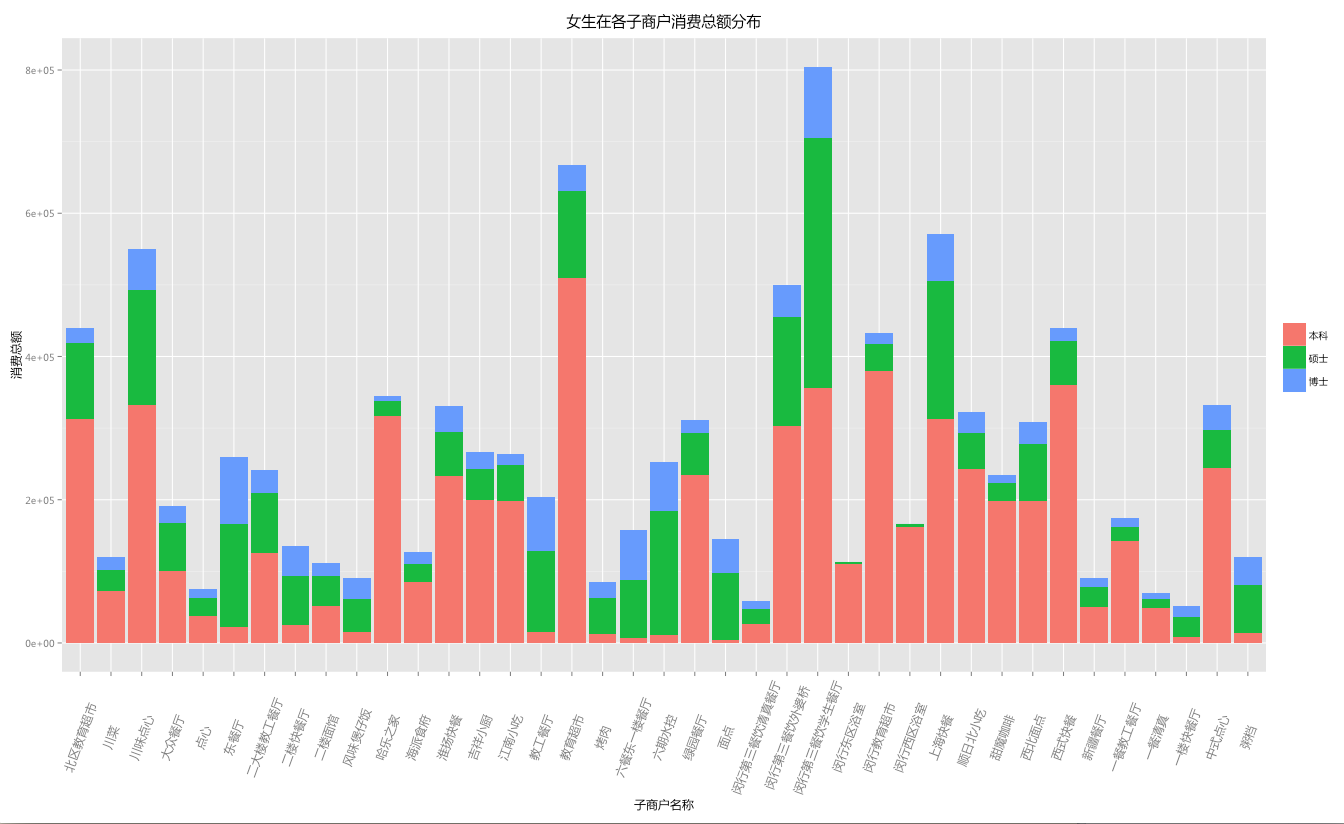 女生在各子商户消费总额分布
消费总额
8e+05
6e+05
4e+05
2e+05
0e+00
本科
硕士
博士
北区教育超市
川菜
川味点心
大众餐厅
点心
东餐厅
二大楼教工餐厅
二楼快餐厅
二楼面馆
风味煲仔饭
哈乐之家
海派食府
淮扬快餐
吉祥小厨
江南小吃
教工餐厅
教育超市
烤肉
六餐东一楼餐厅
六期水控
绿园餐厅
面点
闵行第三餐饮清真餐厅
闵行第三餐饮外婆桥
闵行第三餐饮学生餐厅
闵行东区浴室
闵行教育超市
闵行西区浴室
上海快餐
顺日北小吃
甜魔咖啡
西北面点
西式快餐
新疆餐厅
一餐教工餐厅
一餐清真
一楼快餐厅
中式点心
粥档
子商户名称